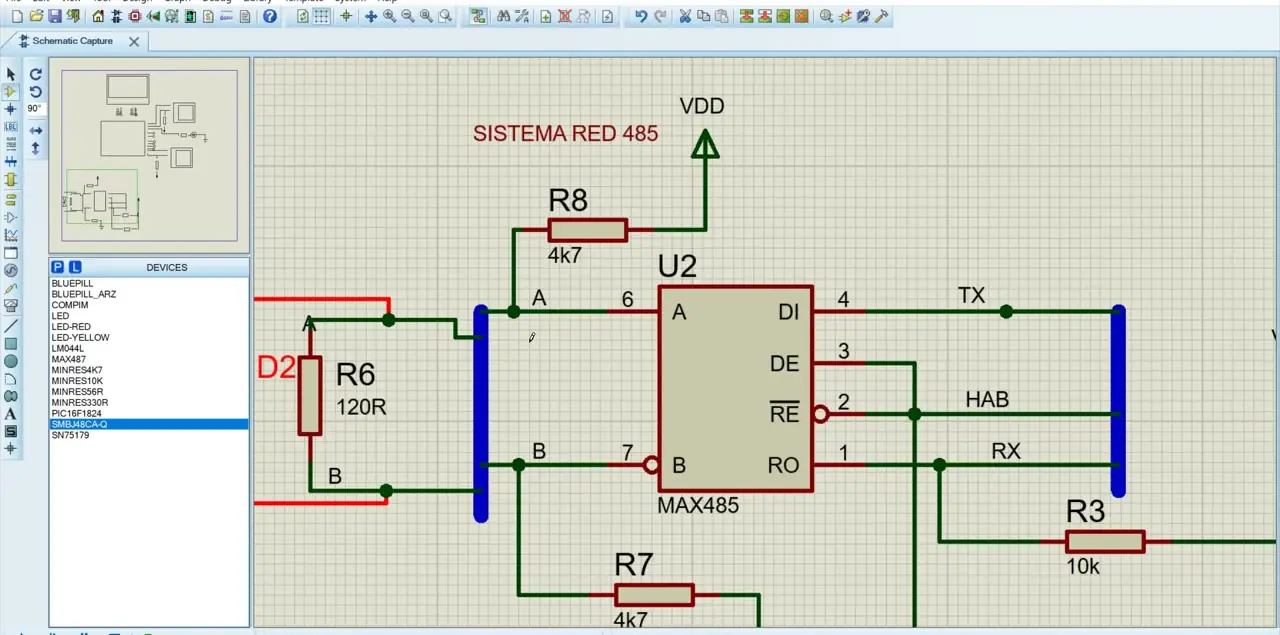 Schematic Capture
90°
P L DEVICES
BLUEPILL
BLUEPILL_ARZ
COMPIM
LED
LED-RED
LED-YELLOW
LM044L
MAX487
MINRES4K7
MINRES10K
MINRES56R
MINRES330R
PIC16F1824
SMBJ48CA-Q
SN75179
VDD
SISTEMA RED 485
R8
4k7
U2
A
6
A
DI
4
TX
A
DE
3
D2
R6
120R
RE
2
HAB
B
B
7
B
RO
1
RX
MAX485
R3
10k
R7
4k7